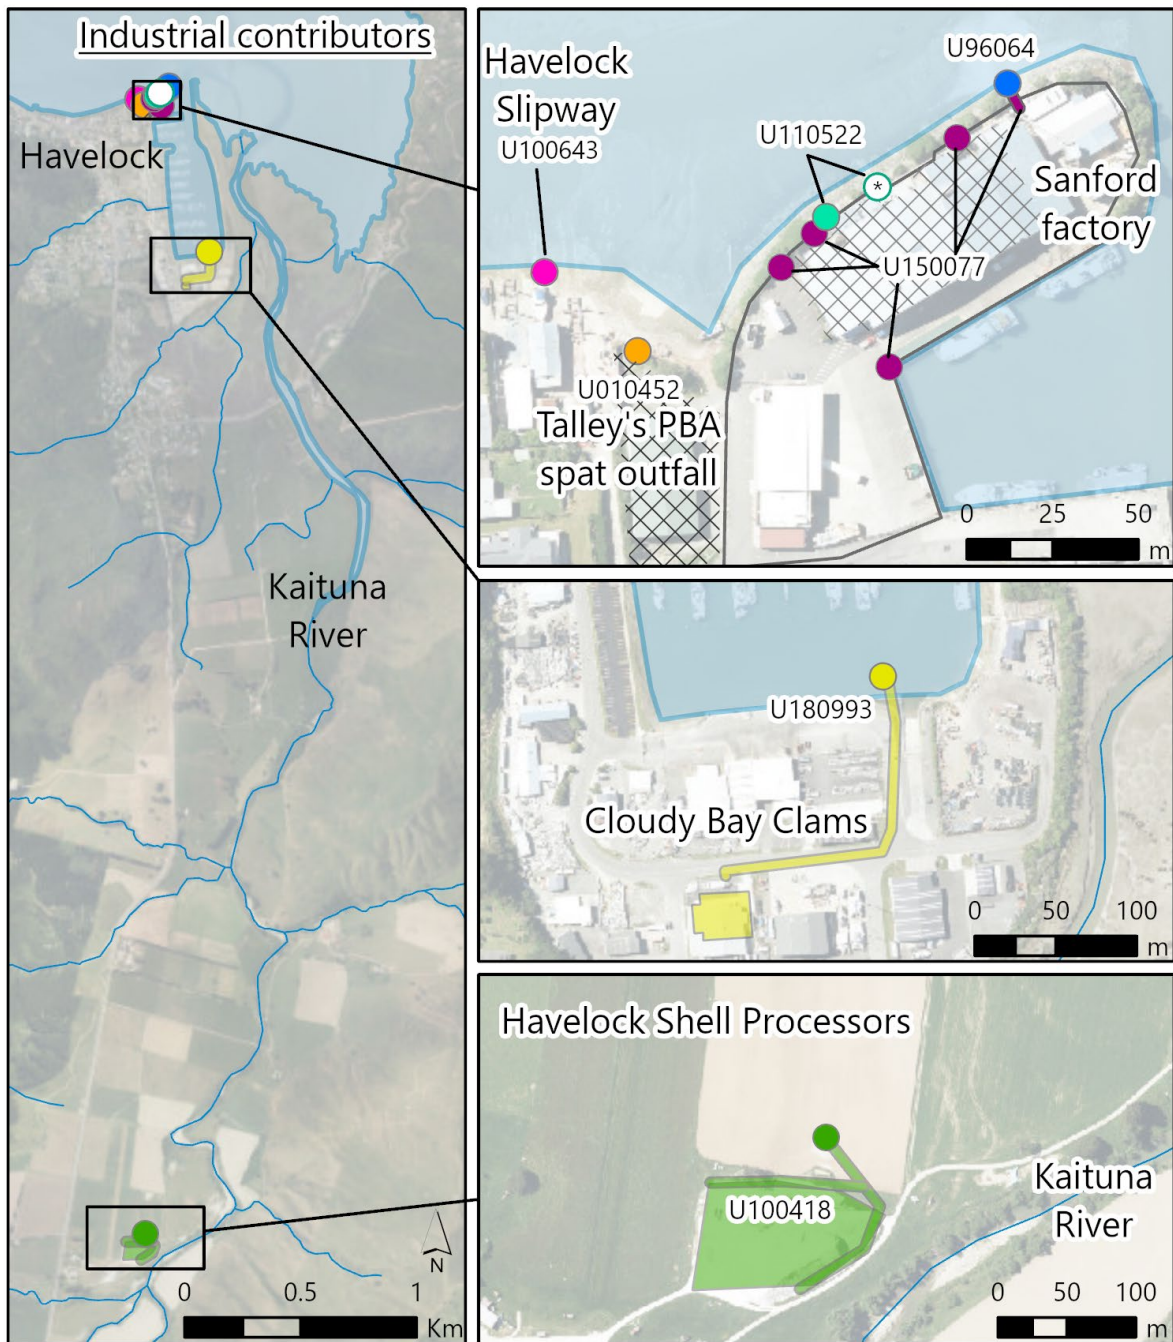 Industrial contributors
Havelock
Kaituna
River
N
0 0.5 1
Km
Havelock
Slipway
U100643
U96064
U110522
*
Sanford
factory
U150077
U010452
Talley's PBA
spat outfall
0 25 50
m
U180993
Cloudy Bay Clams
0 50 100
m
Havelock Shell Processors
U100418
Kaituna
River
0 50 100
m